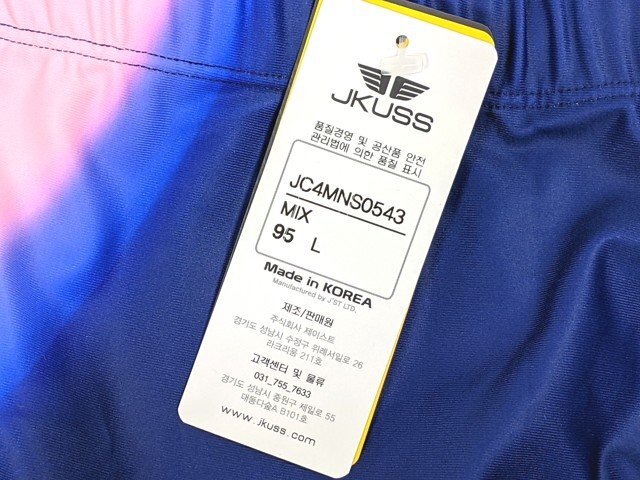 JKUSS
품질경영 및 공산품 안전
관리법에 의한 품질 표시
JC4MNS0543
MIX
95 L
Made in KOREA
Manufactured by J'ST LTD.
제조/판매원
주식회사 제이스트
경기도 성남시 수정구 위례서일로 26
라크리움 211호
고객센터 및 물류
031_755_7633
경기도 성남시 중원구 세일로 55
대동다숲A B101호
www.jkuss.com